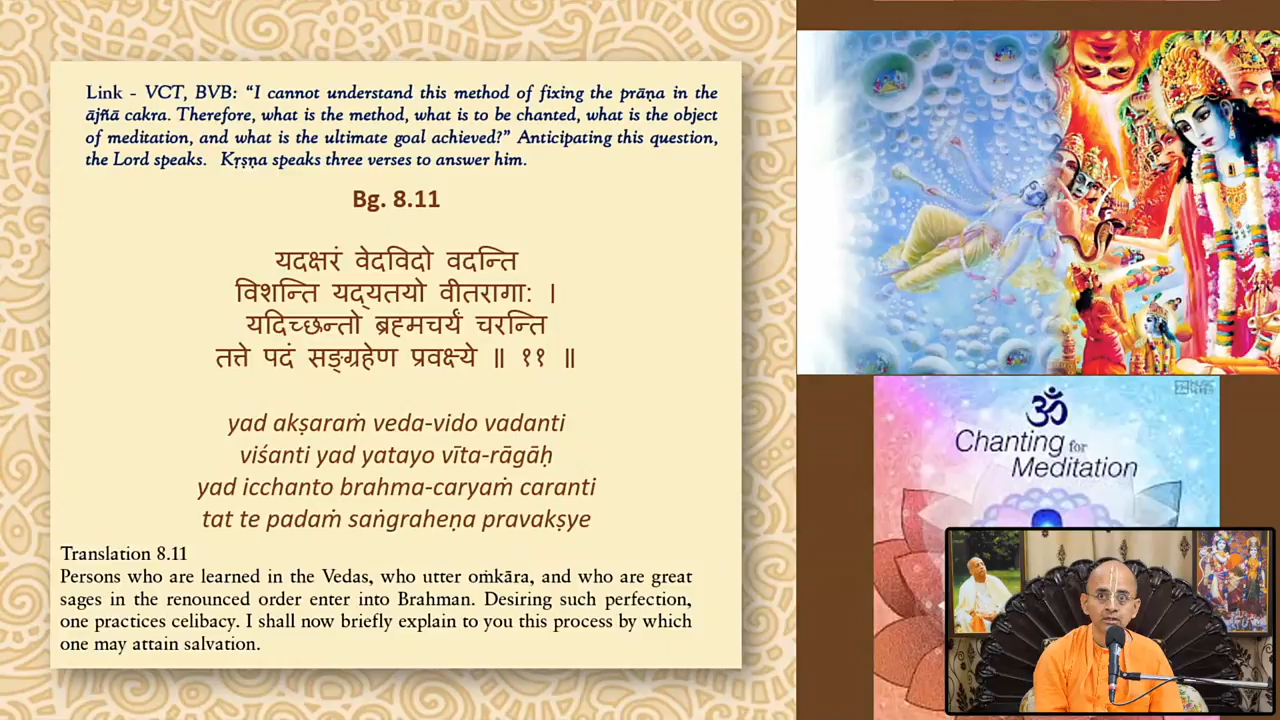 Link - VCT, BVB: “I cannot understand this method of fixing the prāṇa in the
ājñā cakra. Therefore, what is the method, what is to be chanted, what is the object
of meditation, and what is the ultimate goal achieved?” Anticipating this question,
the Lord speaks. Kṛṣṇa speaks three verses to answer him.
Bg. 8.11
यदक्षरं वेदविदो वदन्ति
विशन्ति यद्यतयो वीतरागाः ।
यदिच्छन्तो ब्रह्मचर्यं चरन्ति
तत्ते पदं सङ्ग्रहेण प्रवक्ष्ये ॥ ११ ॥
yad akṣaraṁ veda-vido vadanti
viśanti yad yatayo vīta-rāgāḥ
yad icchanto brahma-caryaṁ caranti
tat te padaṁ saṅgraheṇa pravakṣye
Translation 8.11
Persons who are learned in the Vedas, who utter oṁkāra, and who are great
sages in the renounced order enter into Brahman. Desiring such perfection,
one practices celibacy. I shall now briefly explain to you this process by which
one may attain salvation.
ॐ
Chanting for
Meditation